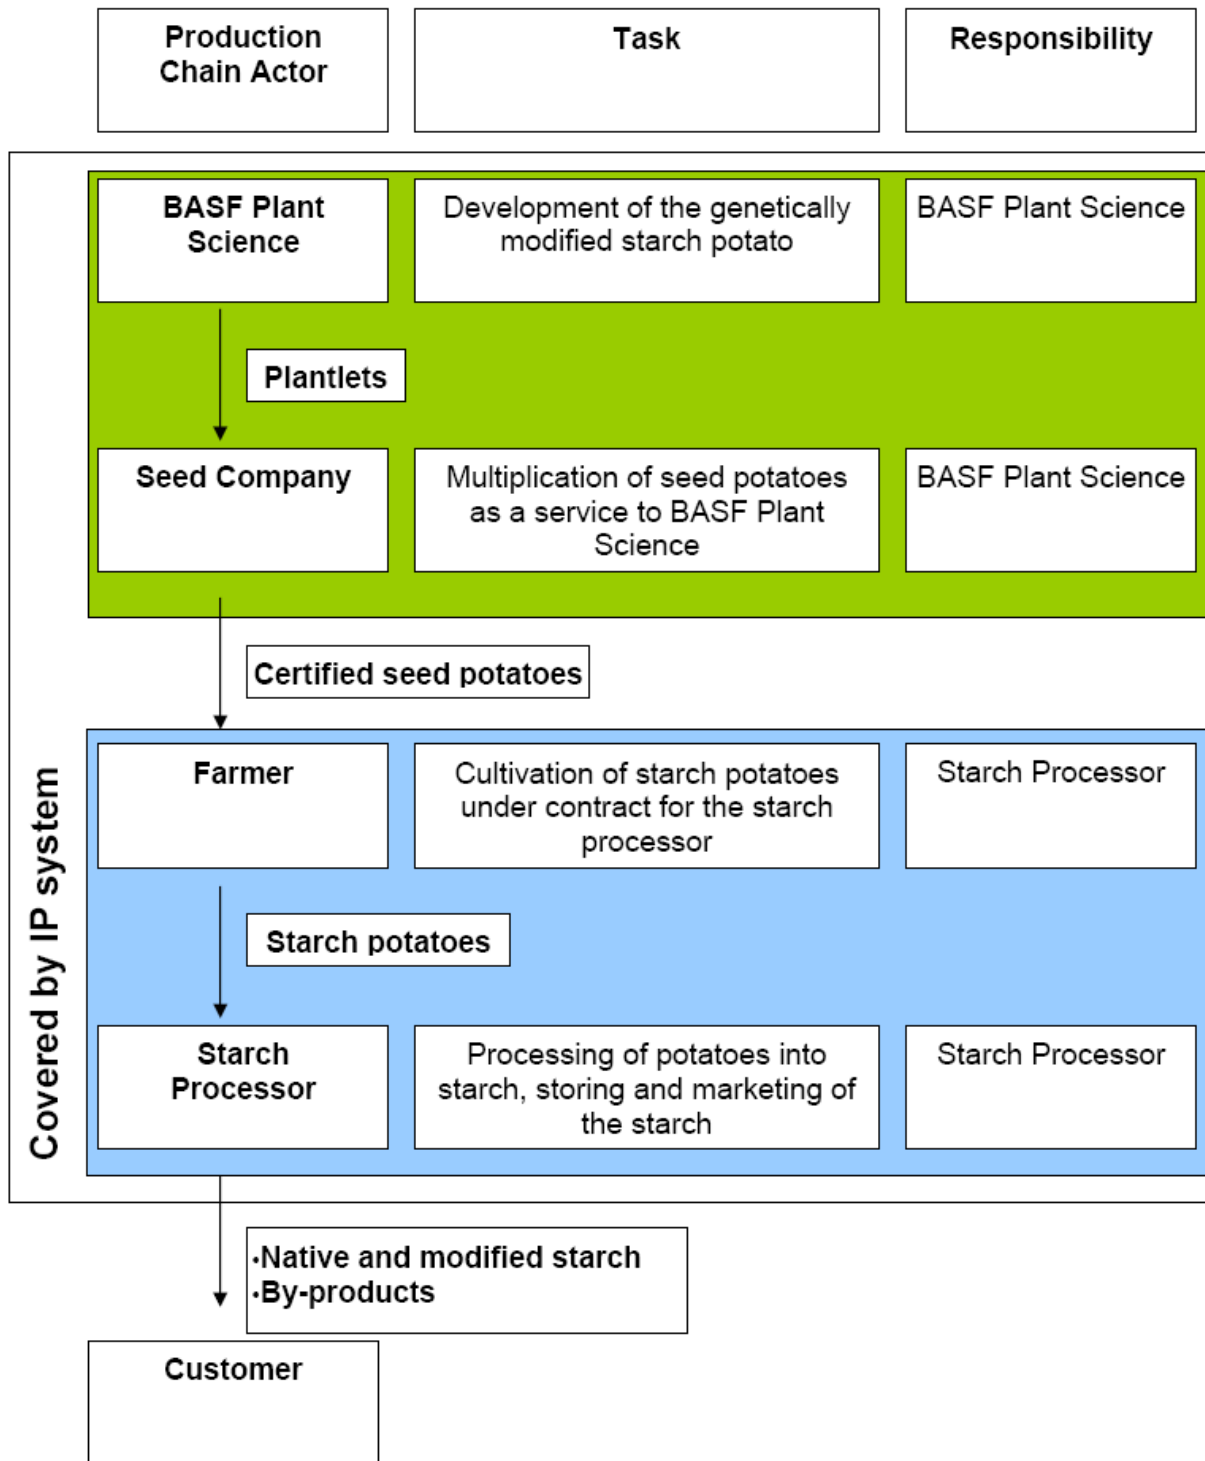 Production
Chain Actor
Task
Responsibility
BASF Plant
Science
Development of the genetically
modified starch potato
BASF Plant Science
Plantlets
Seed Company
Multiplication of seed potatoes
as a service to BASF Plant
Science
BASF Plant Science
Certified seed potatoes
Covered by IP system
Farmer
Cultivation of starch potatoes
under contract for the starch
processor
Starch Processor
Starch potatoes
Starch
Processor
Processing of potatoes into
starch, storing and marketing of
the starch
Starch Processor
•Native and modified starch
•By-products
Customer